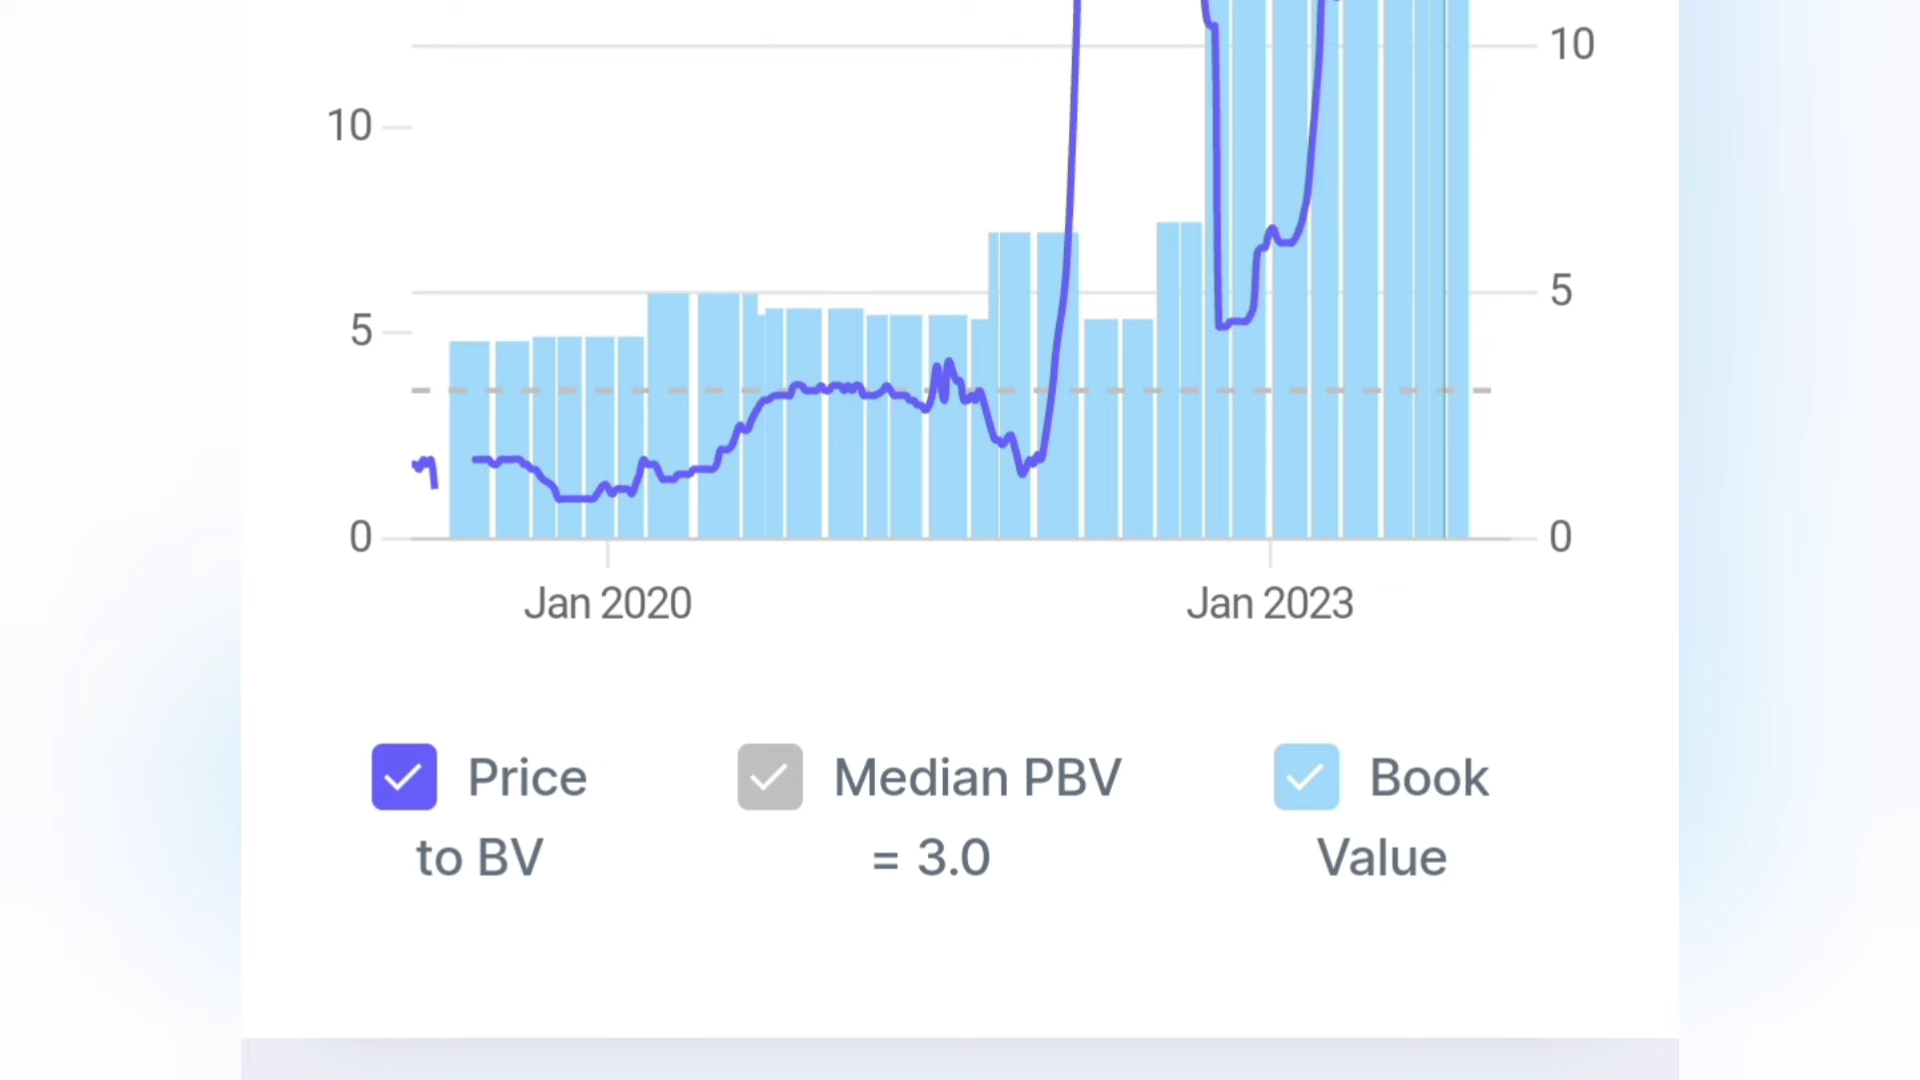 10
10
5
5
0
0
Jan 2020
Jan 2023
Price to BV
Median PBV = 3.0
Book Value